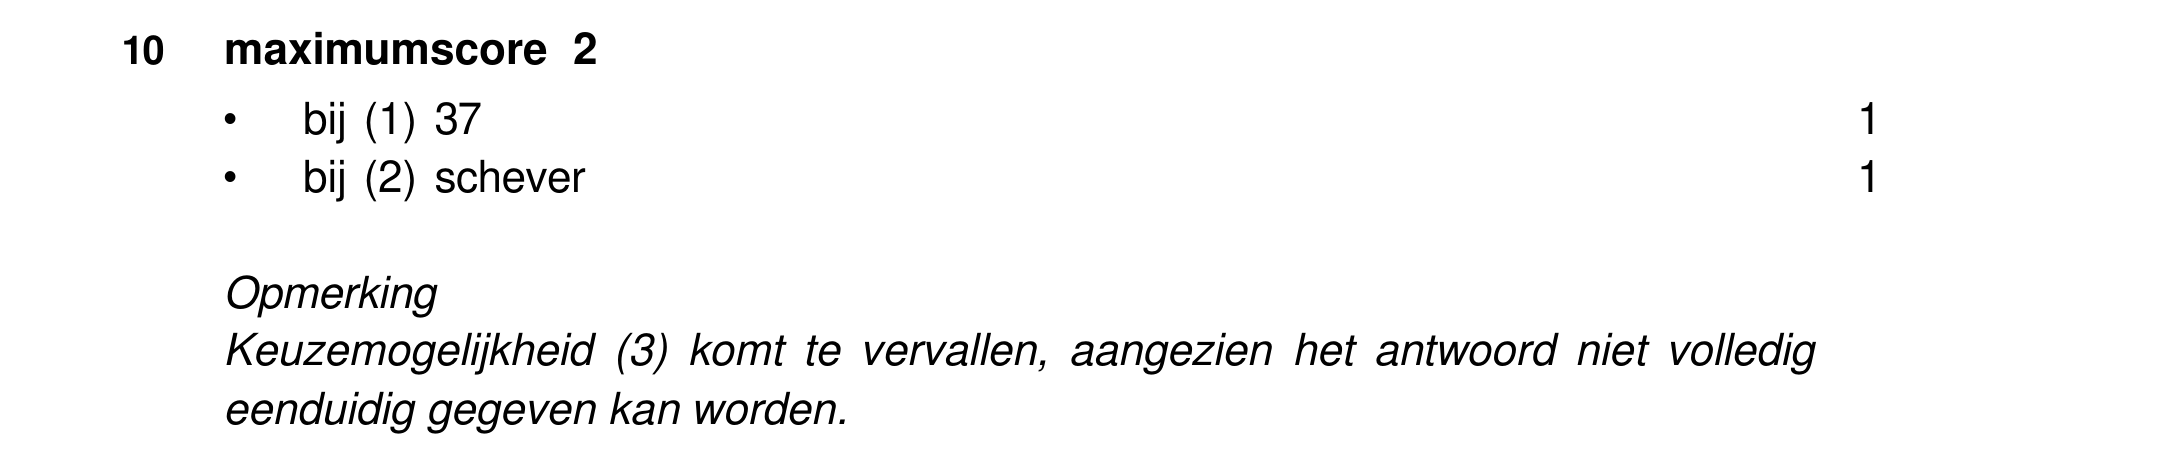 10 maximumscore 2
• bij (1) 37 1
• bij (2) schever 1
Opmerking
Keuzemogelijkheid (3) komt te vervallen, aangezien het antwoord niet volledig
eenduidig gegeven kan worden.